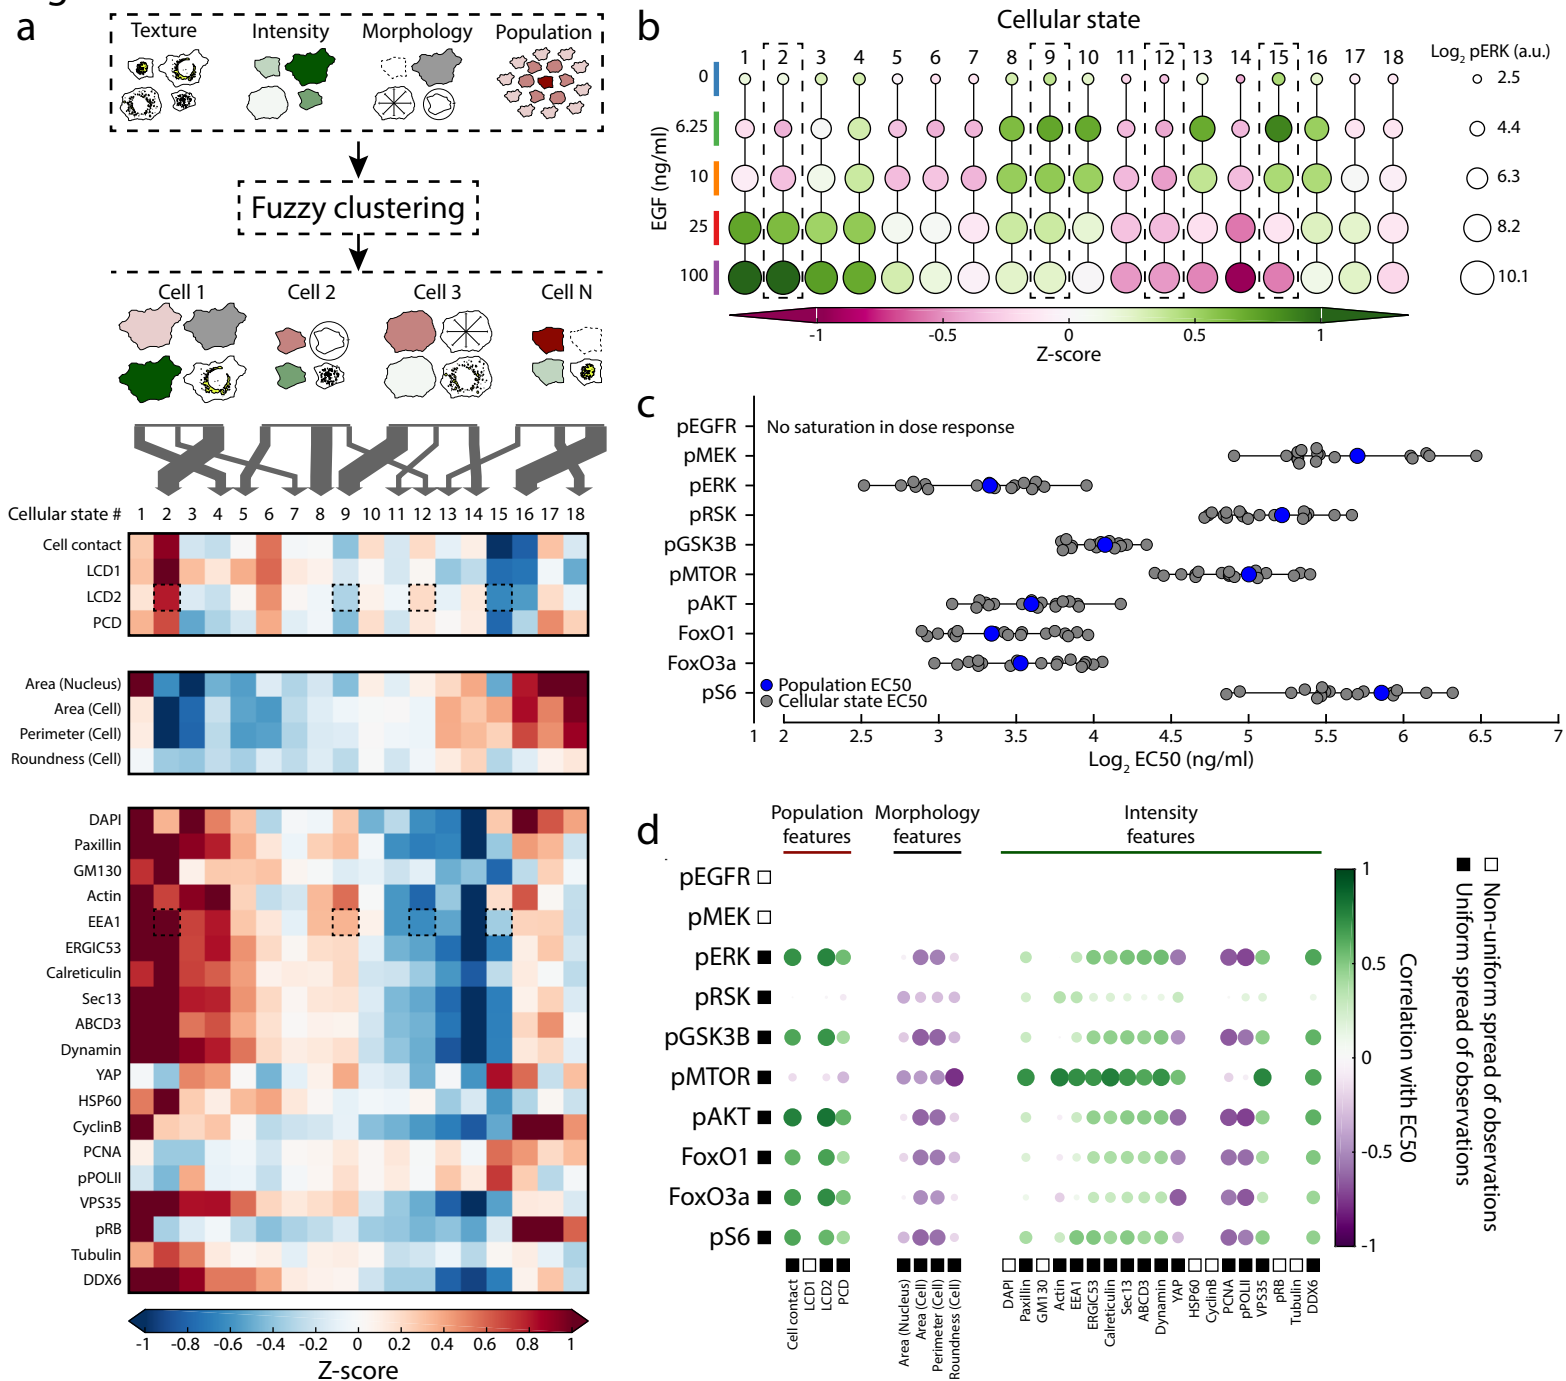 a
Texture
Intensity
Morphology
Population
Fuzzy clustering
Cell 1
Cell 2
Cell 3
Cell N
Cellular state #
1 2 3 4 5 6 7 8 9 10 11 12 13 14 15 16 17 18
Cell contact
LCD1
LCD2
PCD
Area (Nucleus)
Area (Cell)
Perimeter (Cell)
Roundness (Cell)
DAPI
Paxillin
GM130
Actin
EEA1
ERGIC53
Calreticulin
Sec13
ABCD3
Dynamin
YAP
HSP60
CyclinB
PCNA
pPOLII
VPS35
pRB
Tubulin
DDX6
-1 -0.8 -0.6 -0.4 -0.2 0 0.2 0.4 0.6 0.8 1
Z-score
b
Cellular state
1 2 3 4 5 6 7 8 9 10 11 12 13 14 15 16 17 18
EGF (ng/ml)
0
6.25
10
25
100
Log2 pERK (a.u.)
2.5
4.4
6.3
8.2
10.1
-1 -0.5 0 0.5 1
Z-score
c
pEGFR
No saturation in dose response
pMEK
pERK
pRSK
pGSK3B
pMTOR
pAKT
FoxO1
FoxO3a
pS6
Population EC50
Cellular state EC50
1 2 2.5 3 3.5 4 4.5 5 5.5 6 6.5 7
Log2 EC50 (ng/ml)
d
Population
features
Morphology
features
Intensity
features
pEGFR
pMEK
pERK
pRSK
pGSK3B
pMTOR
pAKT
FoxO1
FoxO3a
pS6
Cell contact
LCD1
LCD2
PCD
Area (Nucleus)
Area (Cell)
Perimeter (Cell)
Roundness (Cell)
DAPI
Paxillin
GM130
Actin
EEA1
ERGIC53
Calreticulin
Sec13
ABCD3
Dynamin
YAP
HSP60
CyclinB
PCNA
pPOLII
VPS35
pRB
Tubulin
DDX6
1
0.5
0
-0.5
-1
Correlation with EC50
Uniform spread of observations
Non-uniform spread of observations